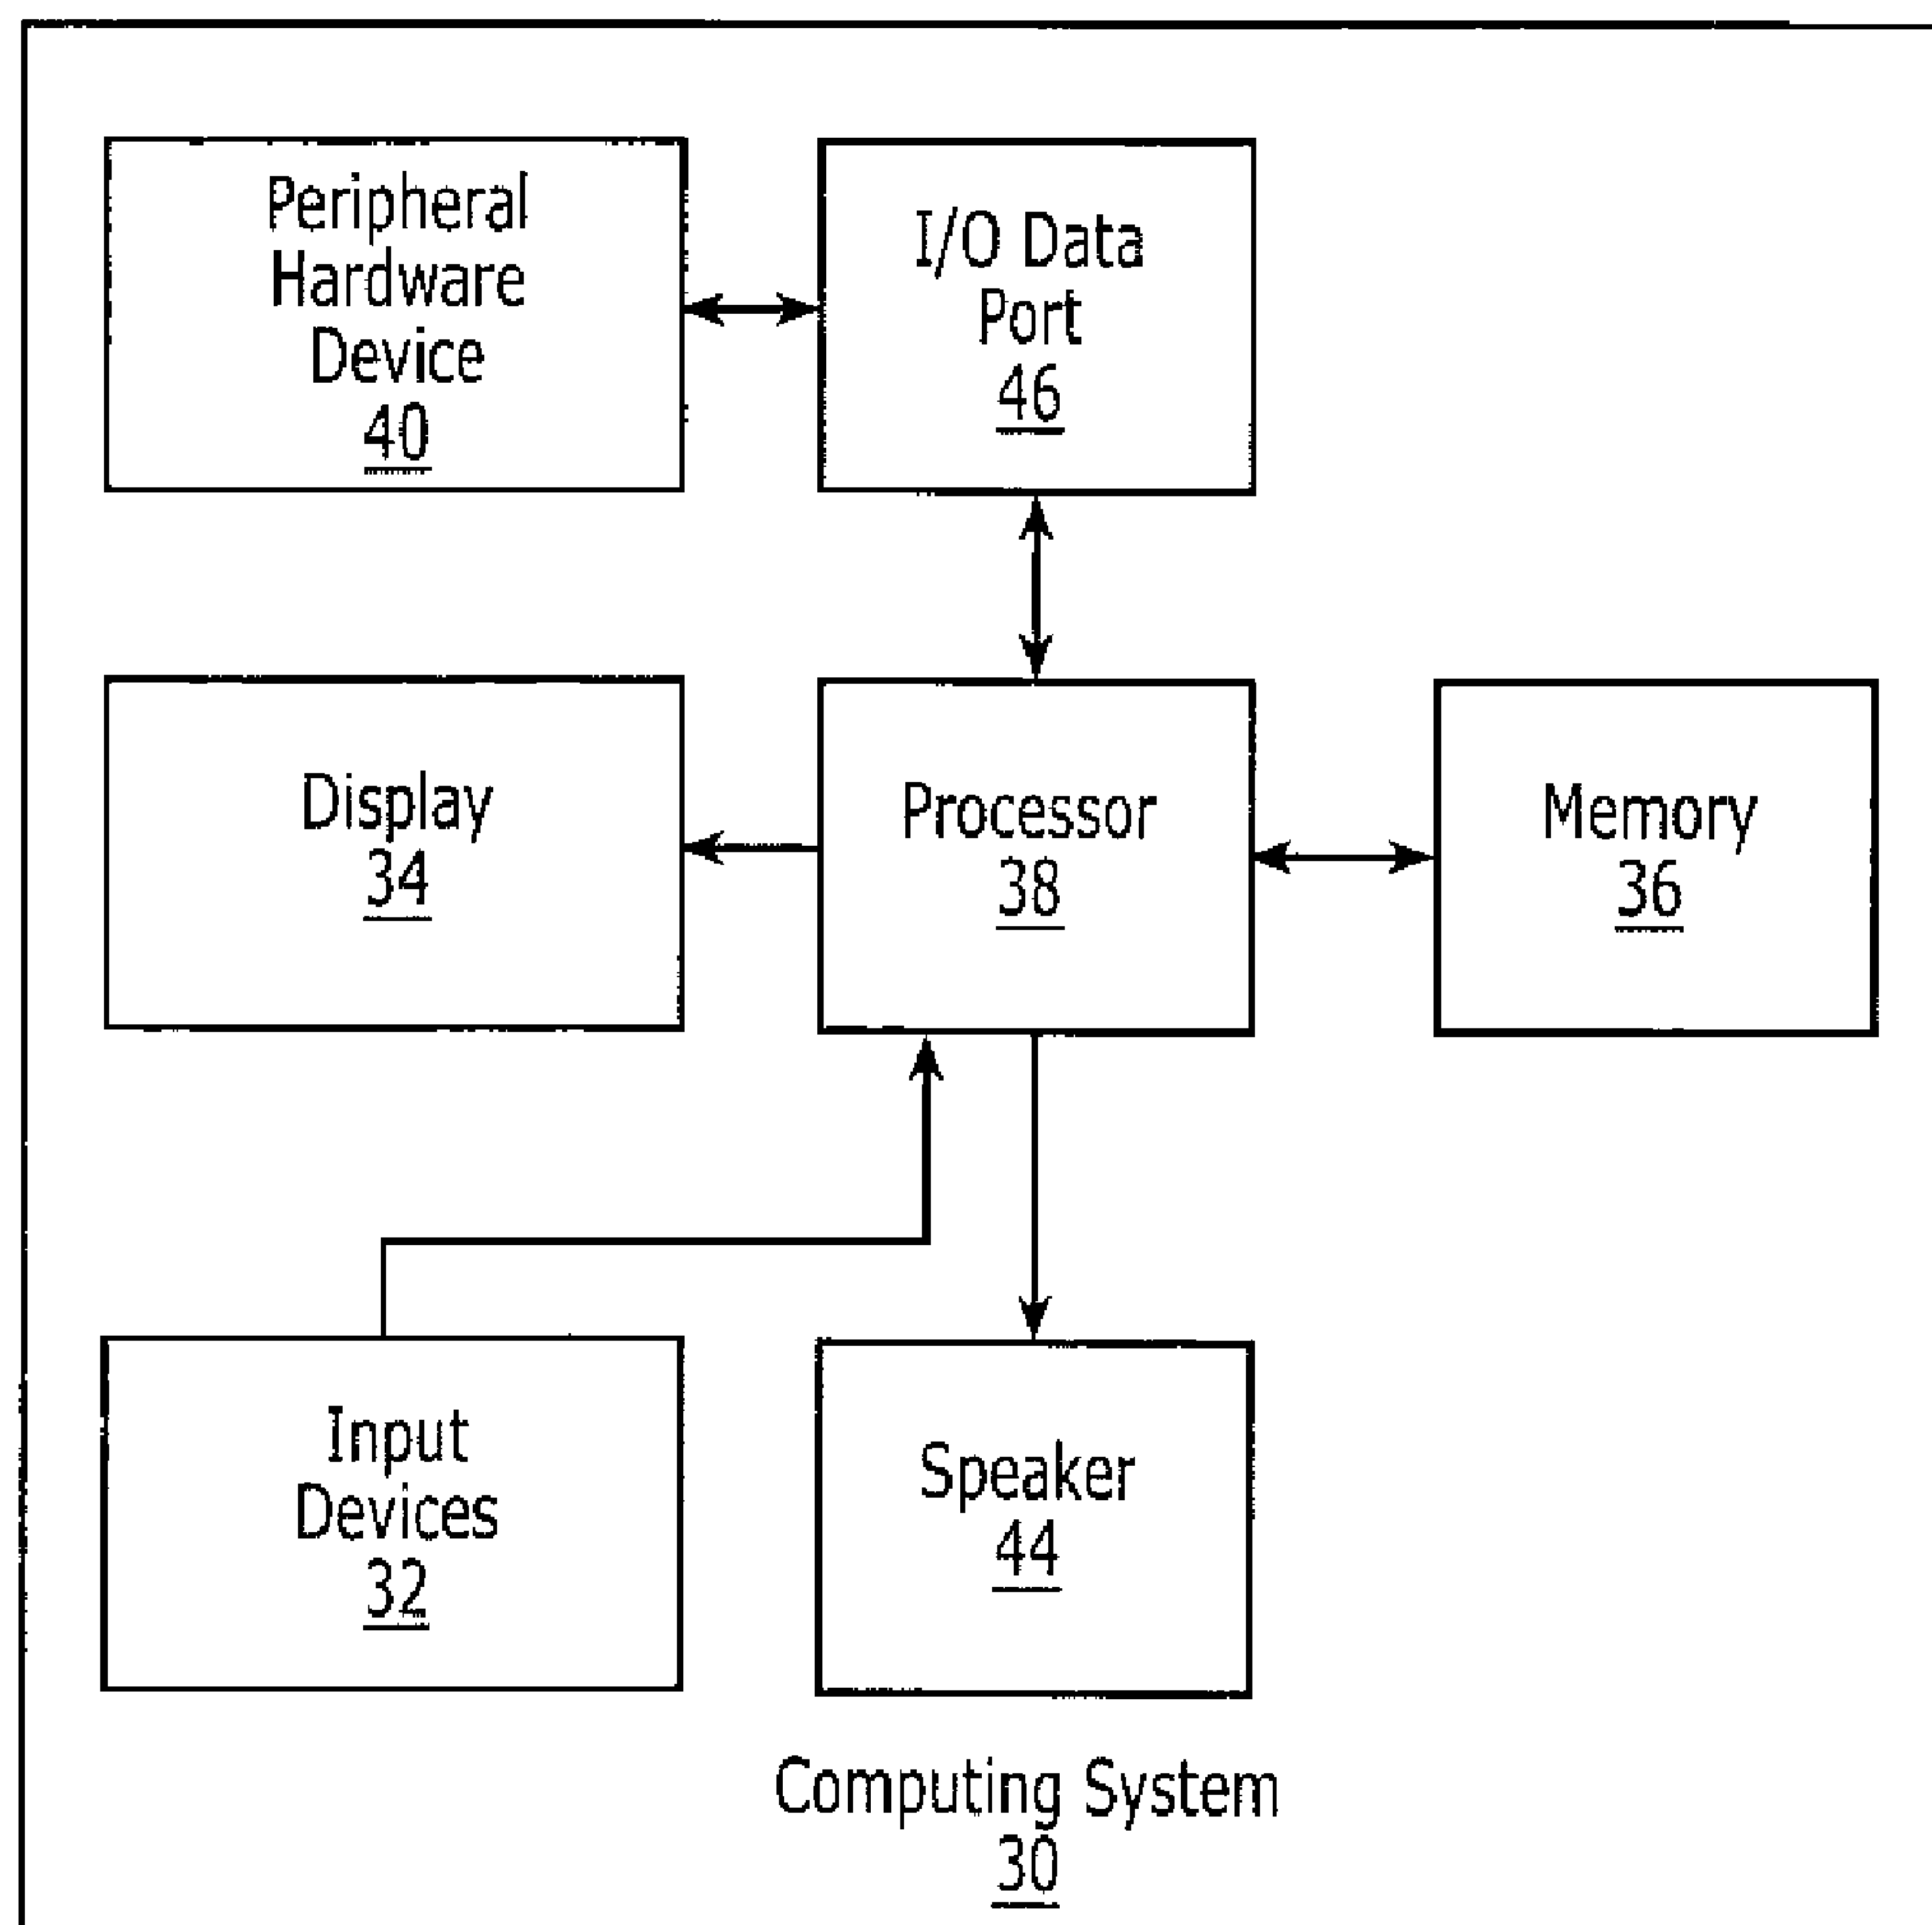 Peripheral
Hardware
Device
40
I/O Data
Port
46
Display
34
Processor
38
Memory
36
Input
Devices
32
Speaker
44
Computing System
30